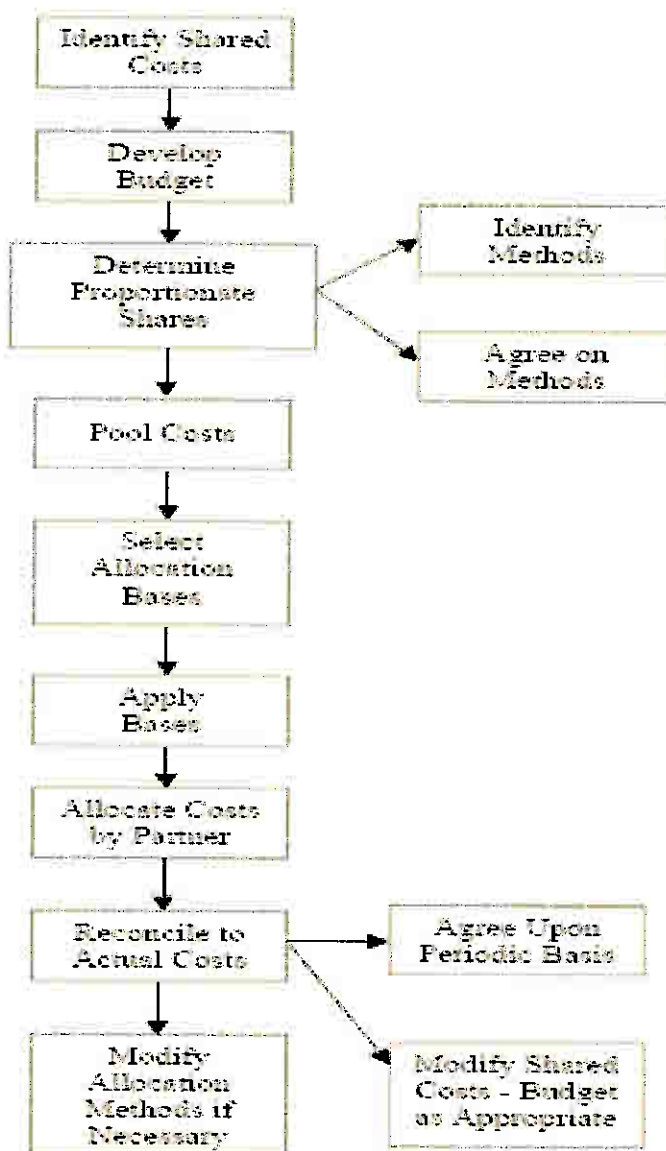 Identify Shared
Costs
Develop
Budget
Determine
Proportionate
Shares
Identify
Methods
Agree on
Methods
Pool Costs
Select
Allocation
Bases
Apply
Bases
Allocate Costs
by Partner
Reconcile to
Actual Costs
Agree Upon
Periodic Basis
Modify
Allocation
Methods if
Necessary
Modify Shared
Costs - Budget
as Appropriate